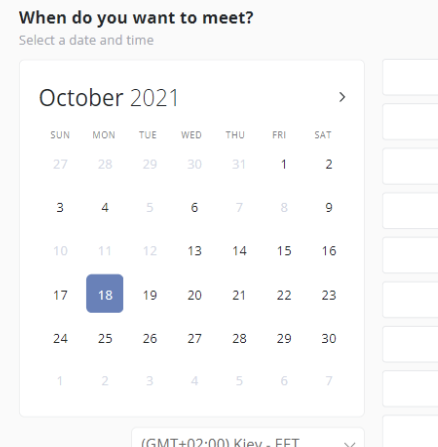 When do you want to meet?
Select a date and time
October 2021
SUN MON TUE WED THU FRI SAT
27 28 29 30 31 1 2
3 4 5 6 7 8 9
10 11 12 13 14 15 16
17 18 19 20 21 22 23
24 25 26 27 28 29 30
1 2 3 4 5 6 7
(GMT+02:00) Kiev - EET